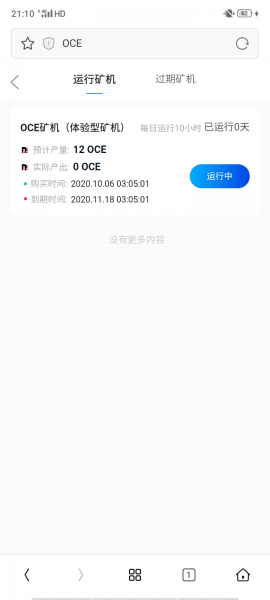 21:10 HD 62
OCE
运行矿机 过期矿机
OCE矿机（体验型矿机） 每日运行10小时 已运行0天
预计产量: 12 OCE
实际产出: 0 OCE
运行中
购买时间: 2020.10.06 03:05:01
到期时间: 2020.11.18 03:05:01
没有更多内容
1